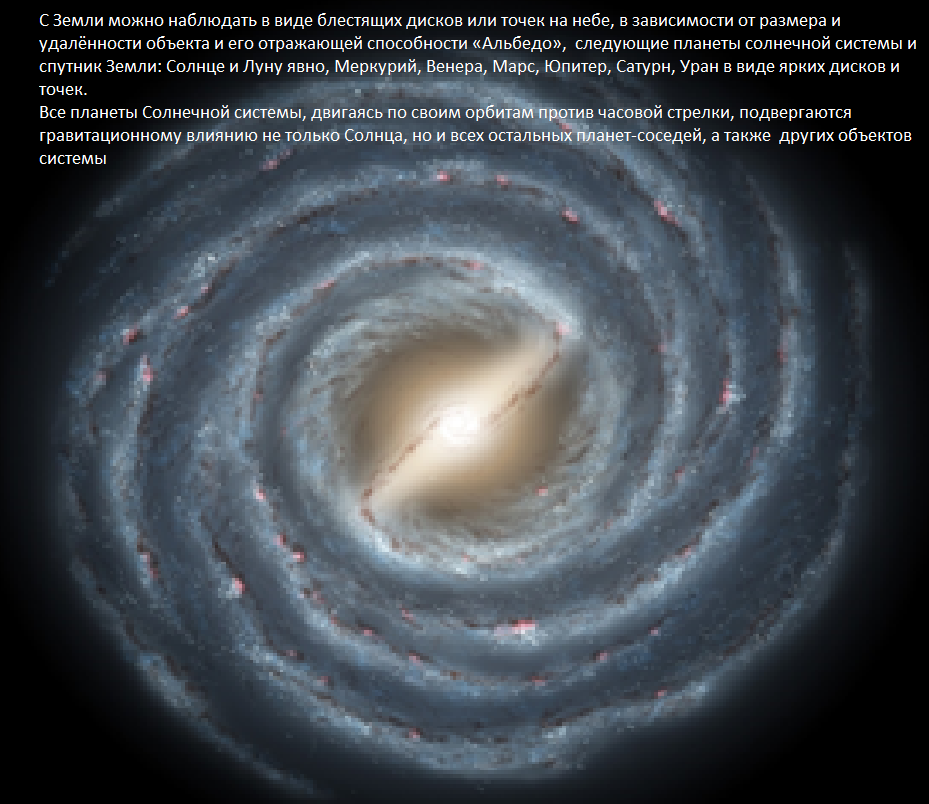 С Земли можно наблюдать в виде блестящих дисков или точек на небе, в зависимости от размера и
удалённости объекта и его отражающей способности «Альбедо»,  следующие планеты солнечной системы и
спутник Земли: Солнце и Луну явно, Меркурий, Венера, Марс, Юпитер, Сатурн, Уран в виде ярких дисков и
точек.
Все планеты Солнечной системы, двигаясь по своим орбитам против часовой стрелки, подвергаются
гравитационному влиянию не только Солнца, но и всех остальных планет-соседей, а также  других объектов
системы